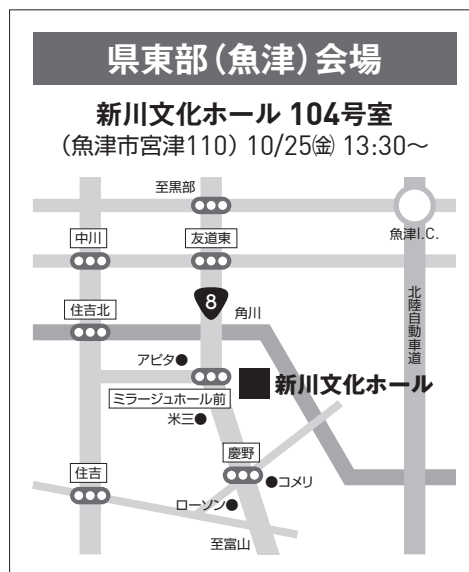 県東部(魚津)会場
新川文化ホール 104号室
(魚津市宮津110) 10/25㈮ 13:30〜
至黒部
魚津I.C.
中川
友道東
8
北陸自動車道
住吉北
角川
アピタ●
新川文化ホール
ミラージュホール前
米三●
慶野
住吉
●コメリ
ローソン●
至富山